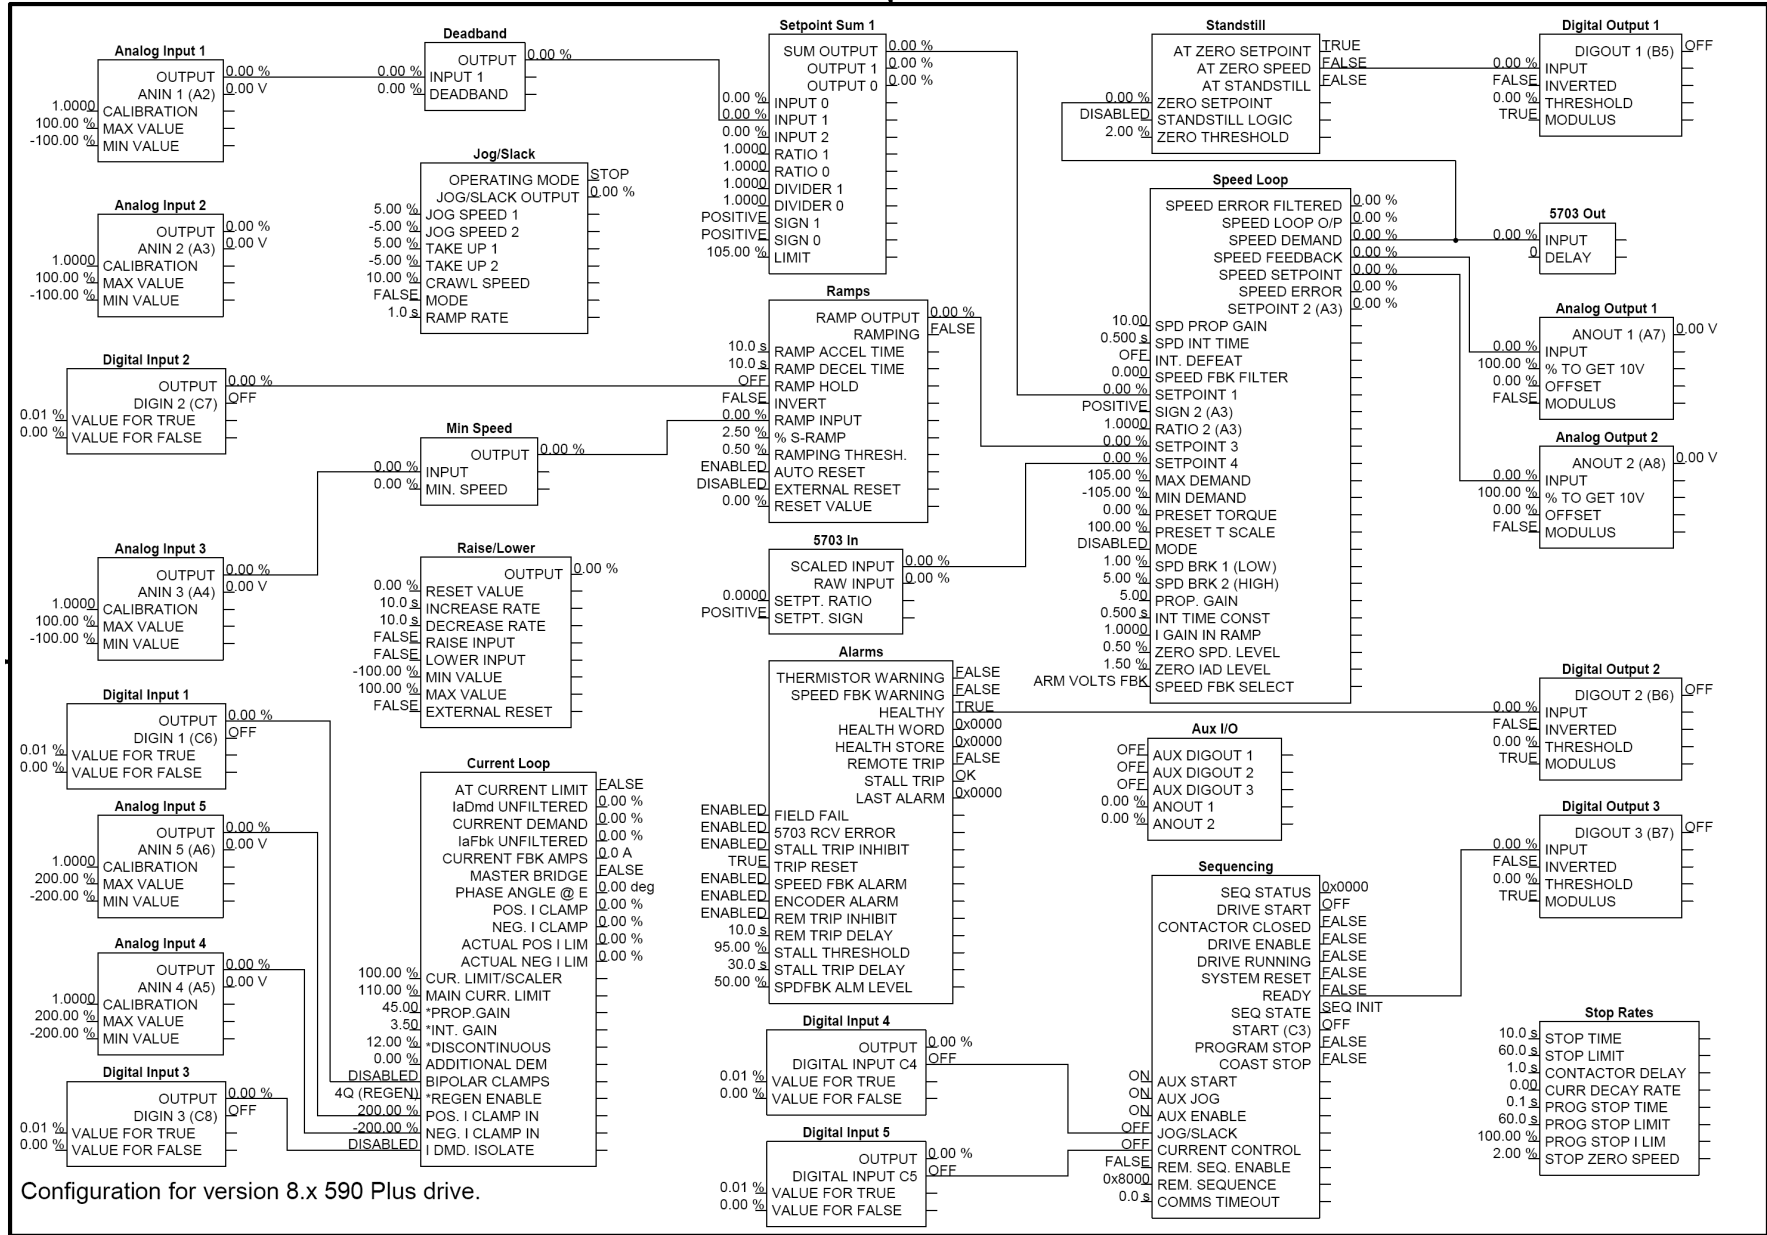 Analog Input 1
OUTPUT 0.00 %
ANIN 1 (A2) 0.00 V
1.0000 CALIBRATION
100.00 % MAX VALUE
-100.00 % MIN VALUE
Analog Input 2
OUTPUT 0.00 %
ANIN 2 (A3) 0.00 V
1.0000 CALIBRATION
100.00 % MAX VALUE
-100.00 % MIN VALUE
Digital Input 2
OUTPUT 0.00 %
DIGIN 2 (C7) OFF
0.01 % VALUE FOR TRUE
0.00 % VALUE FOR FALSE
Analog Input 3
OUTPUT 0.00 %
ANIN 3 (A4) 0.00 V
1.0000 CALIBRATION
100.00 % MAX VALUE
-100.00 % MIN VALUE
Digital Input 1
OUTPUT 0.00 %
DIGIN 1 (C6) OFF
0.01 % VALUE FOR TRUE
0.00 % VALUE FOR FALSE
Analog Input 5
OUTPUT 0.00 %
ANIN 5 (A6) 0.00 V
1.0000 CALIBRATION
200.00 % MAX VALUE
-200.00 % MIN VALUE
Analog Input 4
OUTPUT 0.00 %
ANIN 4 (A5) 0.00 V
1.0000 CALIBRATION
200.00 % MAX VALUE
-200.00 % MIN VALUE
Digital Input 3
OUTPUT 0.00 %
DIGIN 3 (C8) OFF
0.01 % VALUE FOR TRUE
0.00 % VALUE FOR FALSE
Deadband
OUTPUT 0.00 %
0.00 % INPUT 1
0.00 % DEADBAND
Jog/Slack
OPERATING MODE STOP
JOG/SLACK OUTPUT 0.00 %
5.00 % JOG SPEED 1
-5.00 % JOG SPEED 2
5.00 % TAKE UP 1
-5.00 % TAKE UP 2
10.00 % CRAWL SPEED
FALSE MODE
1.0 s RAMP RATE
Min Speed
OUTPUT 0.00 %
0.00 % INPUT
0.00 % MIN. SPEED
Raise/Lower
OUTPUT 0.00 %
0.00 % RESET VALUE
10.0 s INCREASE RATE
10.0 s DECREASE RATE
FALSE RAISE INPUT
FALSE LOWER INPUT
-100.00 % MIN VALUE
100.00 % MAX VALUE
FALSE EXTERNAL RESET
Current Loop
AT CURRENT LIMIT FALSE
IaDmd UNFILTERED 0.00 %
CURRENT DEMAND 0.00 %
IaFbk UNFILTERED 0.00 %
CURRENT FBK AMPS 0.0 A
MASTER BRIDGE FALSE
PHASE ANGLE @ E 0.00 deg
POS. I CLAMP 0.00 %
NEG. I CLAMP 0.00 %
ACTUAL POS I LIM 0.00 %
ACTUAL NEG I LIM 0.00 %
100.00 % CUR. LIMIT/SCALER
110.00 % MAIN CURR. LIMIT
45.00 *PROP.GAIN
3.50 *INT. GAIN
12.00 % *DISCONTINUOUS
0.00 % ADDITIONAL DEM
DISABLED BIPOLAR CLAMPS
4Q (REGEN) *REGEN ENABLE
200.00 % POS. I CLAMP IN
-200.00 % NEG. I CLAMP IN
DISABLED I DMD. ISOLATE
Setpoint Sum 1
SUM OUTPUT 0.00 %
OUTPUT 1 0.00 %
OUTPUT 0 0.00 %
0.00 % INPUT 0
0.00 % INPUT 1
0.00 % INPUT 2
1.0000 RATIO 1
1.0000 RATIO 0
1.0000 DIVIDER 1
1.0000 DIVIDER 0
POSITIVE SIGN 1
POSITIVE SIGN 0
105.00 % LIMIT
Ramps
RAMP OUTPUT 0.00 %
RAMPING FALSE
10.0 s RAMP ACCEL TIME
10.0 s RAMP DECEL TIME
OFF RAMP HOLD
FALSE INVERT
0.00 % RAMP INPUT
2.50 % % S-RAMP
0.50 % RAMPING THRESH.
ENABLED AUTO RESET
DISABLED EXTERNAL RESET
0.00 % RESET VALUE
5703 In
SCALED INPUT 0.00 %
RAW INPUT 0.00 %
0.0000 SETPT. RATIO
POSITIVE SETPT. SIGN
Alarms
THERMISTOR WARNING FALSE
SPEED FBK WARNING FALSE
HEALTHY TRUE
HEALTH WORD 0x0000
HEALTH STORE 0x0000
REMOTE TRIP FALSE
STALL TRIP OK
LAST ALARM 0x0000
ENABLED FIELD FAIL
ENABLED 5703 RCV ERROR
ENABLED STALL TRIP INHIBIT
TRUE TRIP RESET
ENABLED SPEED FBK ALARM
ENABLED ENCODER ALARM
ENABLED REM TRIP INHIBIT
10.0 s REM TRIP DELAY
95.00 % STALL THRESHOLD
30.0 s STALL TRIP DELAY
50.00 % SPDFBK ALM LEVEL
Digital Input 4
OUTPUT 0.00 %
DIGITAL INPUT C4 OFF
0.01 % VALUE FOR TRUE
0.00 % VALUE FOR FALSE
Digital Input 5
OUTPUT 0.00 %
DIGITAL INPUT C5 OFF
0.01 % VALUE FOR TRUE
0.00 % VALUE FOR FALSE
Standstill
AT ZERO SETPOINT TRUE
AT ZERO SPEED FALSE
AT STANDSTILL FALSE
0.00 % ZERO SETPOINT
DISABLED STANDSTILL LOGIC
2.00 % ZERO THRESHOLD
Speed Loop
SPEED ERROR FILTERED 0.00 %
SPEED LOOP O/P 0.00 %
SPEED DEMAND 0.00 %
SPEED FEEDBACK 0.00 %
SPEED SETPOINT 0.00 %
SPEED ERROR 0.00 %
SETPOINT 2 (A3) 0.00 %
10.00 SPD PROP GAIN
0.500 s SPD INT TIME
OFF INT. DEFEAT
0.000 SPEED FBK FILTER
0.00 % SETPOINT 1
POSITIVE SIGN 2 (A3)
1.0000 RATIO 2 (A3)
0.00 % SETPOINT 3
0.00 % SETPOINT 4
105.00 % MAX DEMAND
-105.00 % MIN DEMAND
0.00 % PRESET TORQUE
100.00 % PRESET T SCALE
DISABLED MODE
1.00 % SPD BRK 1 (LOW)
5.00 % SPD BRK 2 (HIGH)
5.00 PROP. GAIN
0.500 s INT TIME CONST
1.0000 I GAIN IN RAMP
0.50 % ZERO SPD. LEVEL
1.50 % ZERO IAD LEVEL
ARM VOLTS FBK SPEED FBK SELECT
Aux I/O
OFF AUX DIGOUT 1
OFF AUX DIGOUT 2
OFF AUX DIGOUT 3
0.00 % ANOUT 1
0.00 % ANOUT 2
Sequencing
SEQ STATUS 0x0000
DRIVE START OFF
CONTACTOR CLOSED FALSE
DRIVE ENABLE FALSE
DRIVE RUNNING FALSE
SYSTEM RESET FALSE
READY FALSE
SEQ STATE SEQ INIT
START (C3) OFF
PROGRAM STOP FALSE
COAST STOP FALSE
ON AUX START
ON AUX JOG
ON AUX ENABLE
OFF JOG/SLACK
OFF CURRENT CONTROL
FALSE REM. SEQ. ENABLE
0x8000 REM. SEQUENCE
0.0 s COMMS TIMEOUT
Digital Output 1
DIGOUT 1 (B5) OFF
0.00 % INPUT
FALSE INVERTED
0.00 % THRESHOLD
TRUE MODULUS
5703 Out
0.00 % INPUT
0 DELAY
Analog Output 1
ANOUT 1 (A7) 0.00 V
0.00 % INPUT
100.00 % % TO GET 10V
0.00 % OFFSET
FALSE MODULUS
Analog Output 2
ANOUT 2 (A8) 0.00 V
0.00 % INPUT
100.00 % % TO GET 10V
0.00 % OFFSET
FALSE MODULUS
Digital Output 2
DIGOUT 2 (B6) OFF
0.00 % INPUT
FALSE INVERTED
0.00 % THRESHOLD
TRUE MODULUS
Digital Output 3
DIGOUT 3 (B7) OFF
0.00 % INPUT
FALSE INVERTED
0.00 % THRESHOLD
TRUE MODULUS
Stop Rates
10.0 s STOP TIME
60.0 s STOP LIMIT
1.0 s CONTACTOR DELAY
0.00 CURR DECAY RATE
0.1 s PROG STOP TIME
60.0 s PROG STOP LIMIT
100.00 % PROG STOP I LIM
2.00 % STOP ZERO SPEED
Configuration for version 8.x 590 Plus drive.